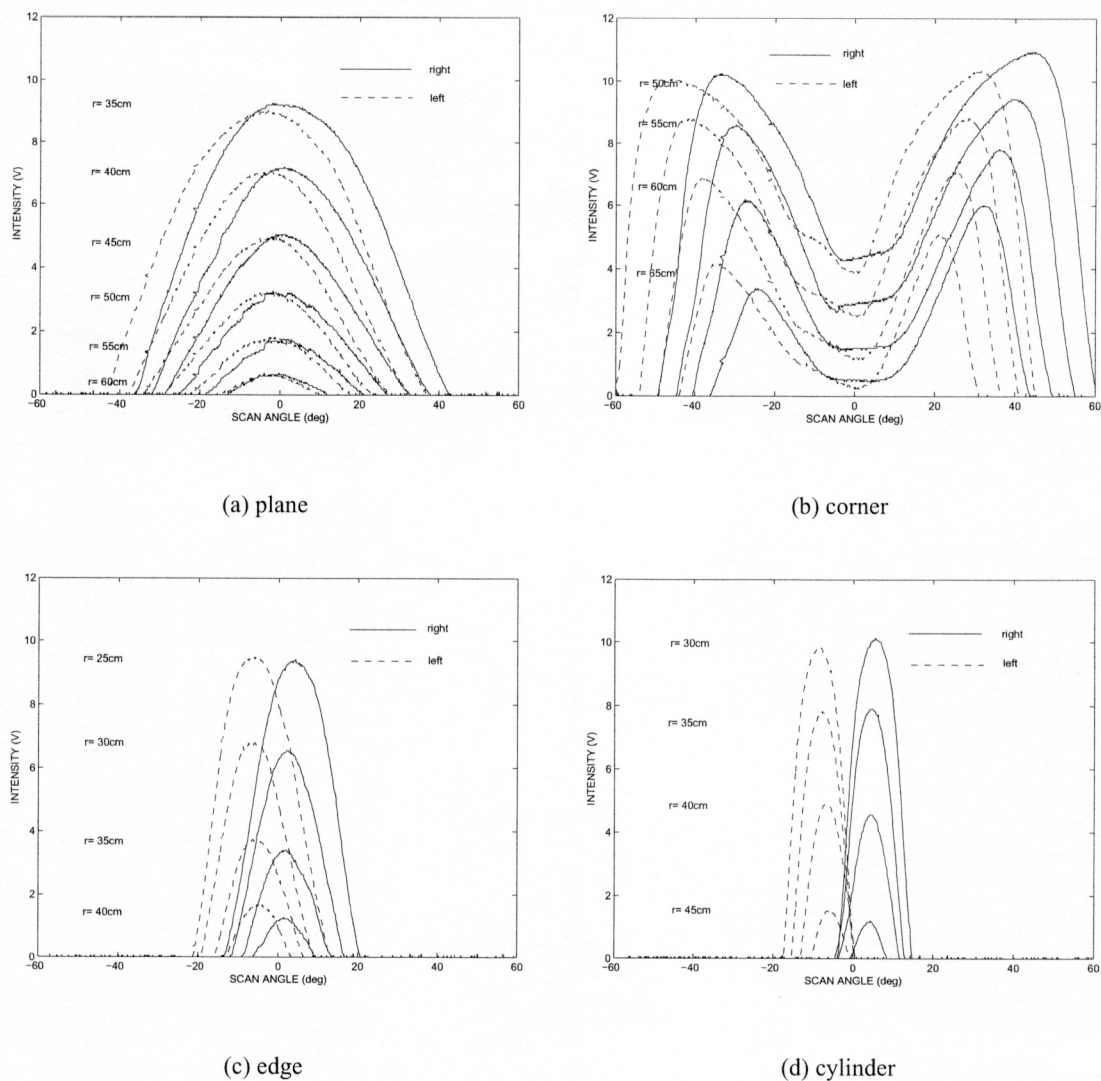 12
10
8
6
4
2
0
INTENSITY (V)
right
left
r= 35cm
r= 40cm
r= 45cm
r= 50cm
r= 55cm
r= 60cm
−60
−40
−20
0
20
40
60
SCAN ANGLE (deg)
(a) plane
12
10
8
6
4
2
0
INTENSITY (V)
right
left
r= 50cm
r= 55cm
r= 60cm
r= 65cm
−60
−40
−20
0
20
40
60
SCAN ANGLE (deg)
(b) corner
12
10
8
6
4
2
0
INTENSITY (V)
right
left
r= 25cm
r= 30cm
r= 35cm
r= 40cm
−60
−40
−20
0
20
40
60
SCAN ANGLE (deg)
(c) edge
12
10
8
6
4
2
0
INTENSITY (V)
right
left
r= 30cm
r= 35cm
r= 40cm
r= 45cm
−60
−40
−20
0
20
40
60
SCAN ANGLE (deg)
(d) cylinder